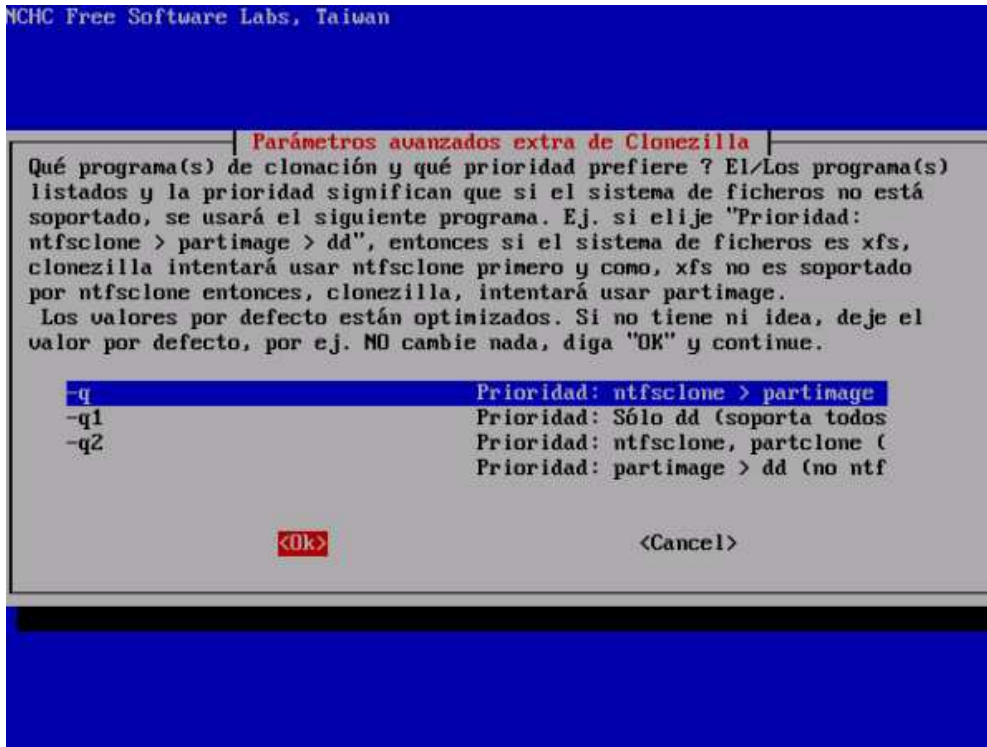 NCHC Free Software Labs, Taiwan
Parámetros avanzados extra de Clonezilla
Qué programa(s) de clonación y qué prioridad prefiere ? El/Los programa(s)
listados y la prioridad significan que si el sistema de ficheros no está
soportado, se usará el siguiente programa. Ej. si elije "Prioridad:
ntfsclone > partimage > dd", entonces si el sistema de ficheros es xfs,
clonezilla intentará usar ntfsclone primero y como, xfs no es soportado
por ntfsclone entonces, clonezilla, intentará usar partimage.
Los valores por defecto están optimizados. Si no tiene ni idea, deje el
valor por defecto, por ej. NO cambie nada, diga "OK" y continue.
-q Prioridad: ntfsclone > partimage
-q1 Prioridad: Sólo dd (soporta todos
-q2 Prioridad: ntfsclone, partclone (
Prioridad: partimage > dd (no ntf
<Ok> <Cancel>